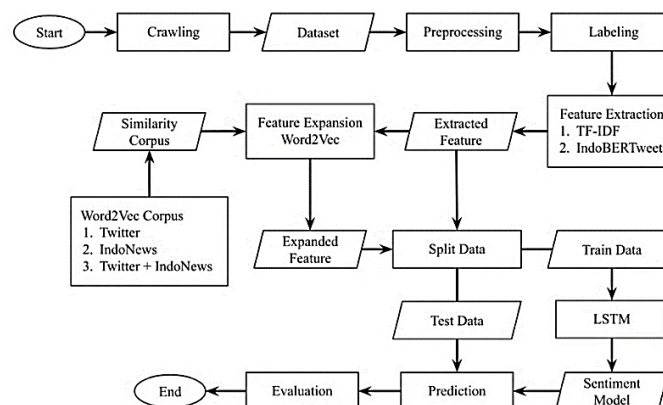 Start
Crawling
Dataset
Preprocessing
Labeling
Similarity
Corpus
Feature Expansion
Word2Vec
Extracted
Feature
Feature Extraction
1. TF-IDF
2. IndoBERTweet
Word2Vec Corpus
1. Twitter
2. IndoNews
3. Twitter + IndoNews
Expanded
Feature
Split Data
Train Data
Test Data
LSTM
End
Evaluation
Prediction
Sentiment
Model